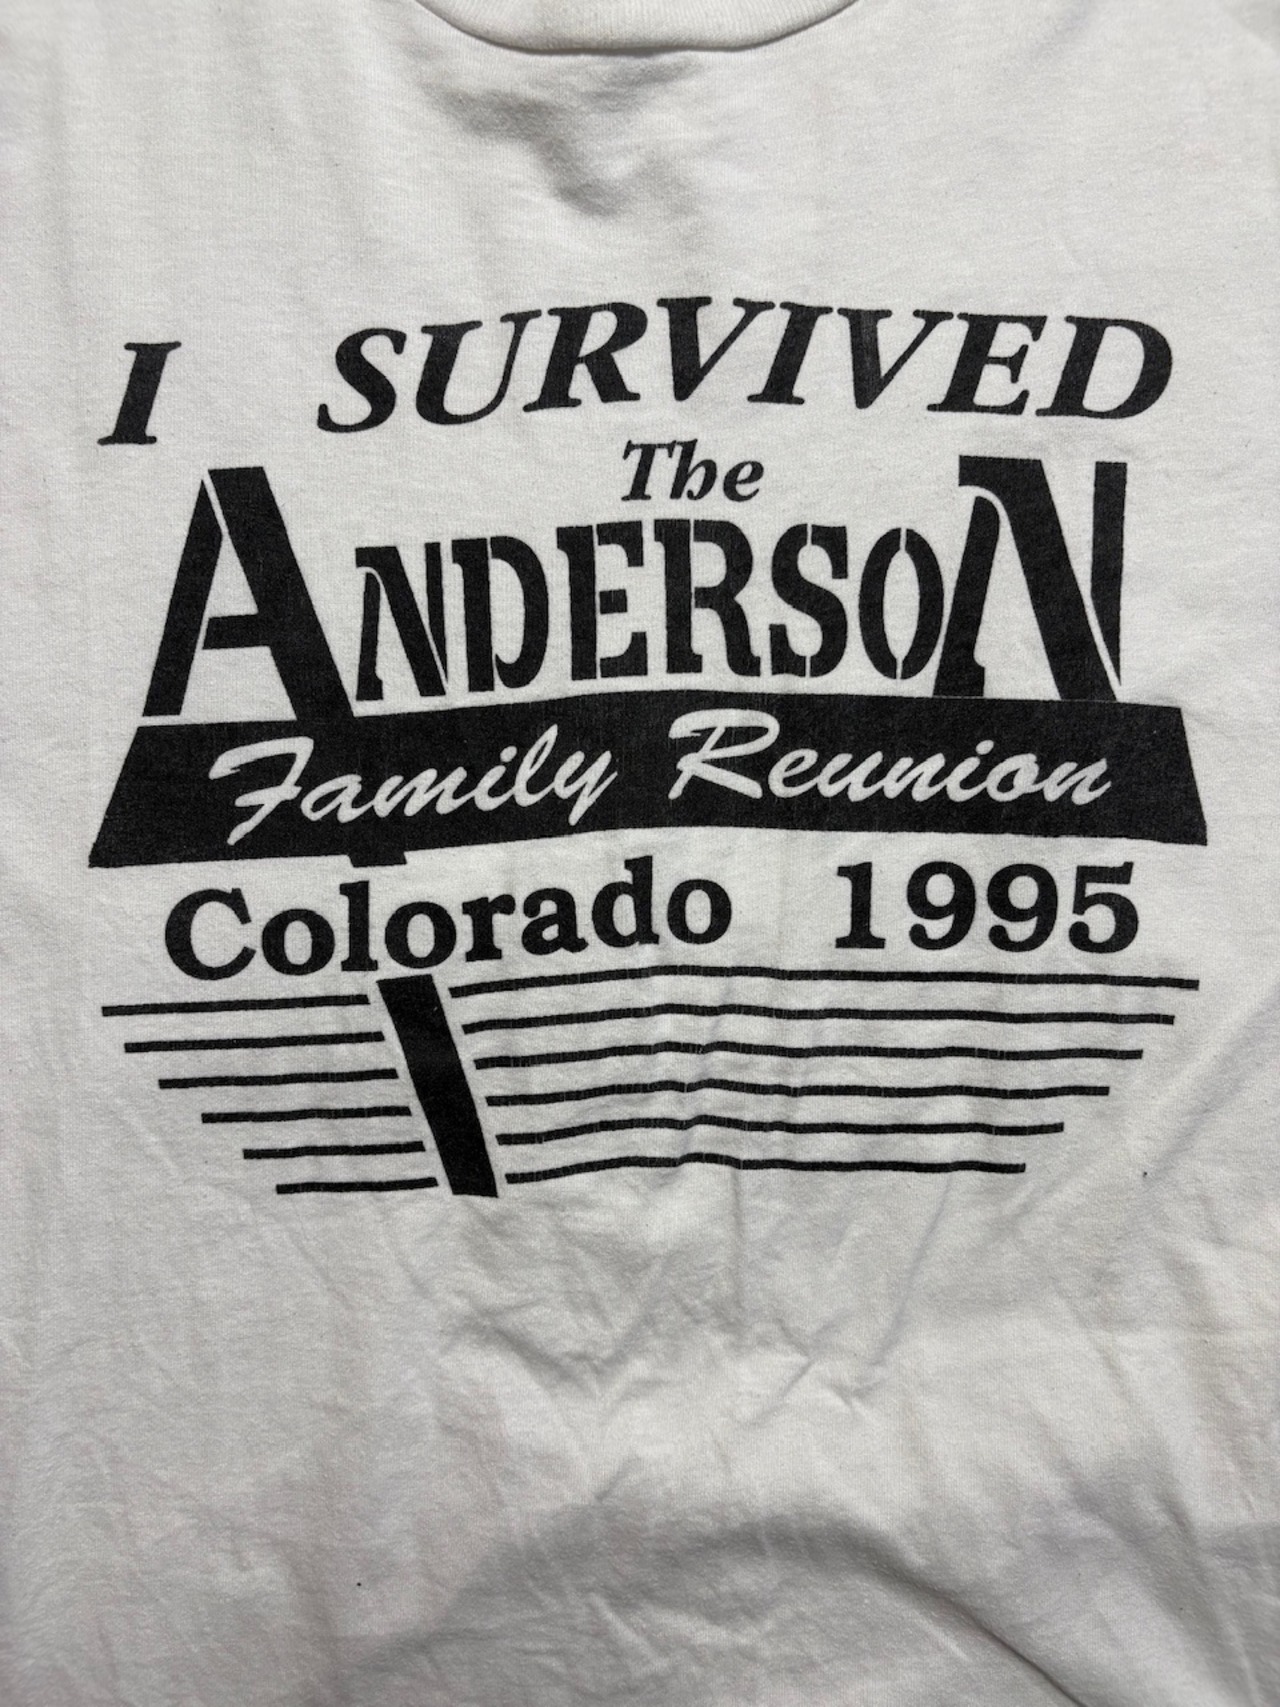 I SURVIVED
The
ANDERSON
Family Reunion
Colorado 1995